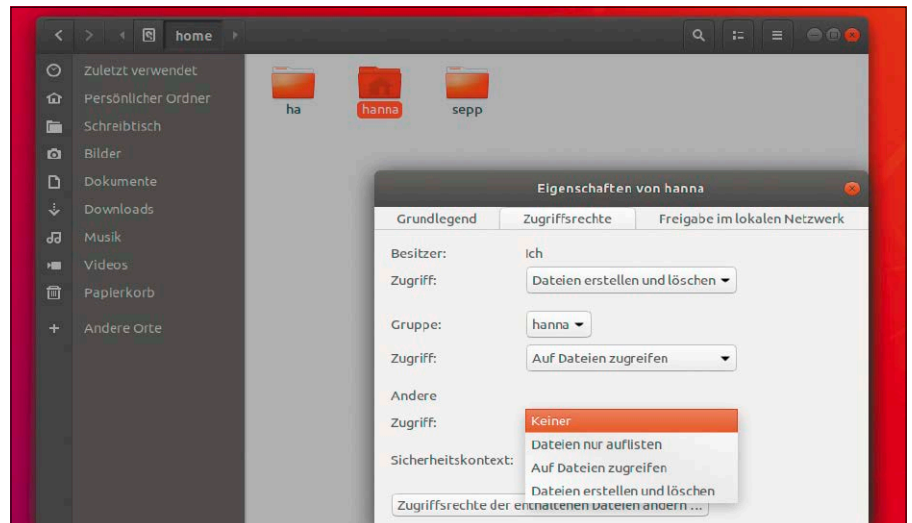 home
Zuletzt verwendet
Persönlicher Ordner
Schreibtisch
Bilder
Dokumente
Downloads
Musik
Videos
Papierkorb
Andere Orte
ha hanna sepp
Eigenschaften von hanna
Grundlegend Zugriffsrechte Freigabe im lokalen Netzwerk
Besitzer: Ich
Zugriff: Dateien erstellen und löschen
Gruppe: hanna
Zugriff: Auf Dateien zugreifen
Andere
Zugriff: Keiner
Dateien nur auflisten
Sicherheitskontext: Auf Dateien zugreifen
Dateien erstellen und löschen
Zugriffsrechte der enthaltenen Dateien ändern ...